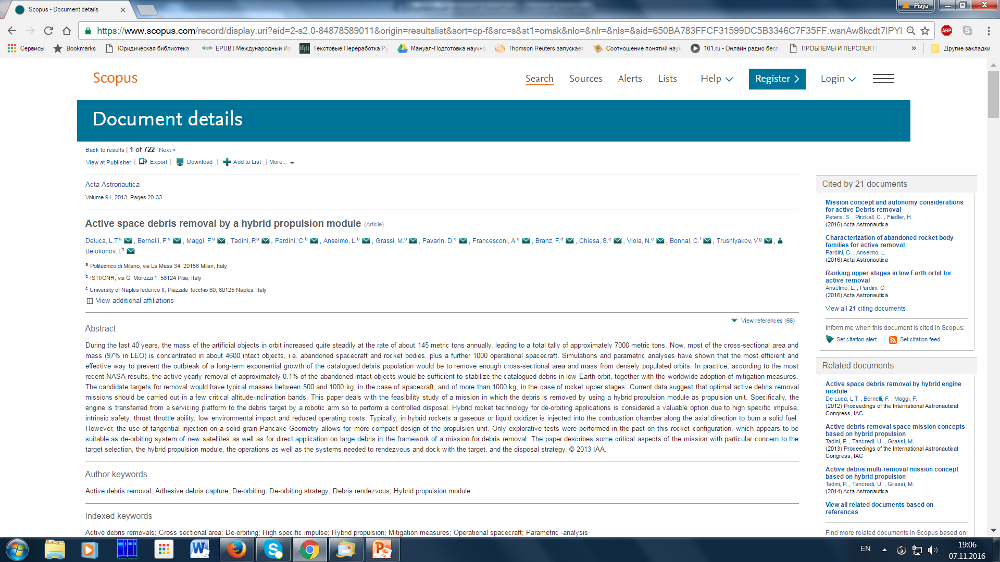 Scopus - Document details
Pisya
https://www.scopus.com/record/display.uri?eid=2-s2.0-84878589011&origin=resultslist&sort=cp-f&src=s&st1=omsk&nlo=&nlr=&nls=&sid=650BA783FFCF31599DC5B3346C7F35FF.wsnAw8kcdt7IPYL
ABP
Сервисы Bookmarks Юридическая библиотека: EPUB | Международный Из Текстовые Переработка Ру Мануал-Подготовка научно Thomson Reuters запускает Соотношение понятий наук 101.ru - Онлайн радио бесп ПРОБЛЕМЫ И ПЕРСПЕКТИ » Другие закладки
Scopus Search Sources Alerts Lists Help Register Login
Document details
Back to results | 1 of 722 Next >
View at Publisher | Export | Download | Add to List | More...
Acta Astronautica
Volume 91, 2013, Pages 20-33
Active space debris removal by a hybrid propulsion module (Article)
Deluca, L.T.a , Bernelli, F.a , Maggi, F.a , Tadini, P.a , Pardini, C.b , Anselmo, L.b , Grassi, M.c , Pavarin, D.d , Francesconi, A.d , Branz, F.d , Chiesa, S.e , Viola, N.e , Bonnal, C.f , Trushlyakov, V.g ,
Belokonov, I.h
a Politecnico di Milano, via La Masa 34, 20156 Milan, Italy
b ISTI/CNR, via G. Moruzzi 1, 56124 Pisa, Italy
c University of Naples federico II, Piazzale Tecchio 80, 80125 Naples, Italy
View additional affiliations
View references (66)
Abstract
During the last 40 years, the mass of the artificial objects in orbit increased quite steadily at the rate of about 145 metric tons annually, leading to a total tally of approximately 7000 metric tons. Now, most of the cross-sectional area and
mass (97% in LEO) is concentrated in about 4600 intact objects, i.e. abandoned spacecraft and rocket bodies, plus a further 1000 operational spacecraft. Simulations and parametric analyses have shown that the most efficient and
effective way to prevent the outbreak of a long-term exponential growth of the catalogued debris population would be to remove enough cross-sectional area and mass from densely populated orbits. In practice, according to the most
recent NASA results, the active yearly removal of approximately 0.1% of the abandoned intact objects would be sufficient to stabilize the catalogued debris in low Earth orbit, together with the worldwide adoption of mitigation measures.
The candidate targets for removal would have typical masses between 500 and 1000 kg, in the case of spacecraft, and of more than 1000 kg, in the case of rocket upper stages. Current data suggest that optimal active debris removal
missions should be carried out in a few critical altitude-inclination bands. This paper deals with the feasibility study of a mission in which the debris is removed by using a hybrid propulsion module as propulsion unit. Specifically, the
engine is transferred from a servicing platform to the debris target by a robotic arm so to perform a controlled disposal. Hybrid rocket technology for de-orbiting applications is considered a valuable option due to high specific impulse,
intrinsic safety, thrust throttle ability, low environmental impact and reduced operating costs. Typically, in hybrid rockets a gaseous or liquid oxidizer is injected into the combustion chamber along the axial direction to burn a solid fuel.
However, the use of tangential injection on a solid grain Pancake Geometry allows for more compact design of the propulsion unit. Only explorative tests were performed in the past on this rocket configuration, which appears to be
suitable as de-orbiting system of new satellites as well as for direct application on large debris in the framework of a mission for debris removal. The paper describes some critical aspects of the mission with particular concern to the
target selection, the hybrid propulsion module, the operations as well as the systems needed to rendezvous and dock with the target, and the disposal strategy. © 2013 IAA.
Author keywords
Active debris removal; Adhesive debris capture; De-orbiting; De-orbiting strategy; Debris rendezvous; Hybrid propulsion module
Indexed keywords
Active debris removals; Cross sectional area; De-orbiting; High specific impulse; Hybrid propulsion; Mitigation measures; Operational spacecraft; Parametric -analysis
Cited by 21 documents
Mission concept and autonomy considerations
for active Debris removal
Peters, S. , Pirzkall, C. , Fiedler, H.
(2016) Acta Astronautica
Characterization of abandoned rocket body
families for active removal
Pardini, C. , Anselmo, L.
(2016) Acta Astronautica
Ranking upper stages in low Earth orbit for
active removal
Anselmo, L. , Pardini, C.
(2016) Acta Astronautica
View all 21 citing documents
Inform me when this document is cited in Scopus:
Set citation alert | Set citation feed
Related documents
Active space debris removal by hybrid engine
module
De Luca, L.T. , Bernelli, F. , Maggi, F.
(2012) Proceedings of the International Astronautical
Congress, IAC
Active debris removal space mission concepts
based on hybrid propulsion
Tadini, P. , Tancredi, U. , Grassi, M.
(2013) Proceedings of the International Astronautical
Congress, IAC
Active debris multi-removal mission concept
based on hybrid propulsion
Tadini, P. , Tancredi, U. , Grassi, M.
(2014) Acta Astronautica
View all related documents based on
references
Find more related documents in Scopus based on:
EN
19:06
07.11.2016